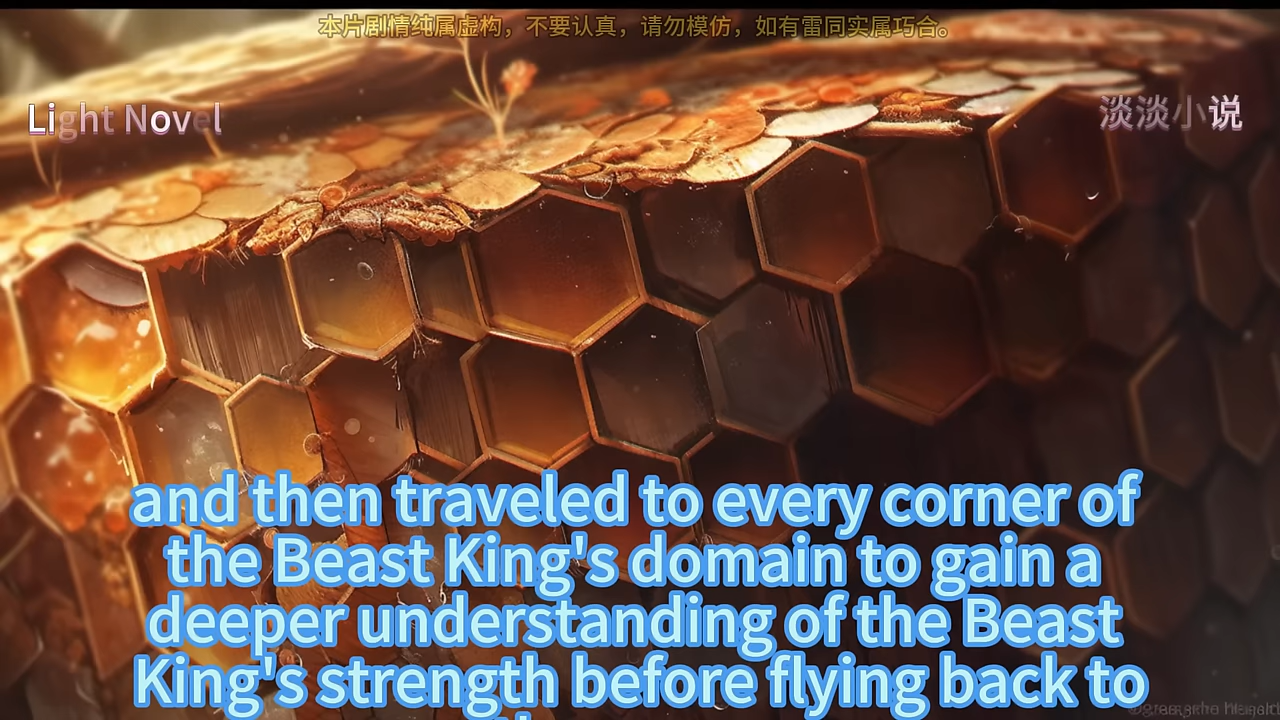 本片剧情纯属虚构，不要认真，请勿模仿，如有雷同实属巧合。
Light Novel
淡淡小说
and then traveled to every corner of
the Beast King's domain to gain a
deeper understanding of the Beast
King's strength before flying back to